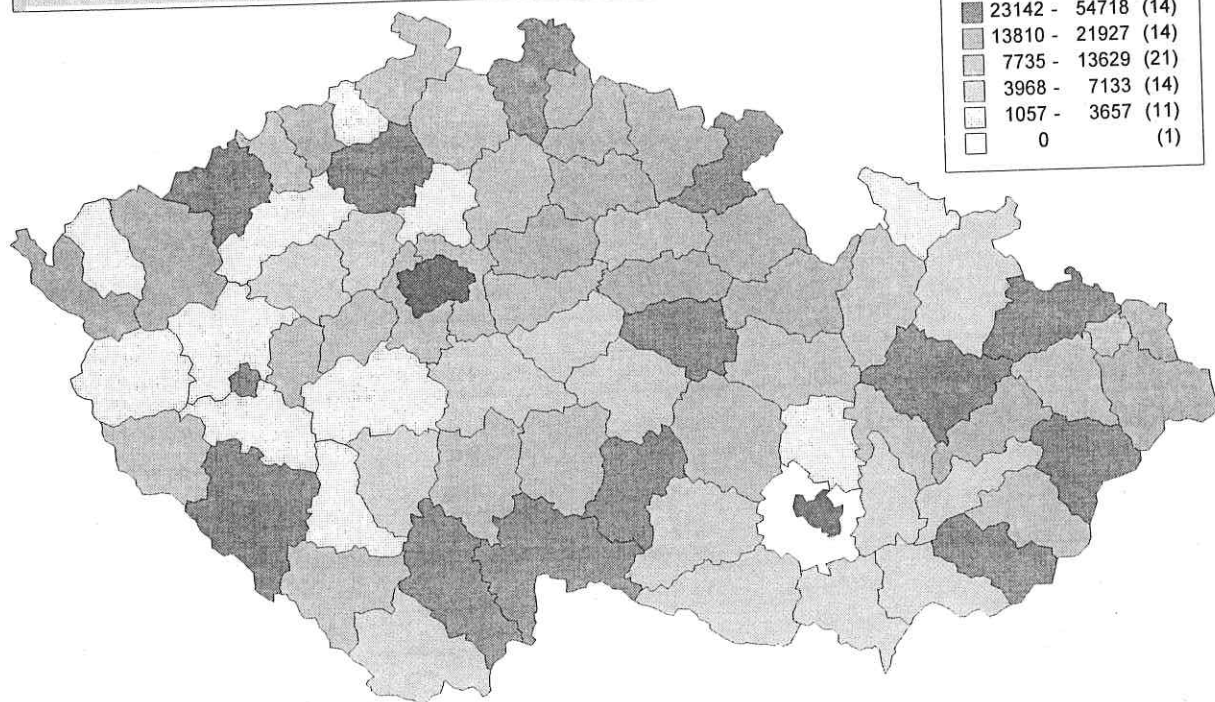 23142 - 54718 (14)
13810 - 21927 (14)
7735 - 13629 (21)
3968 - 7133 (14)
1057 - 3657 (11)
0 (1)